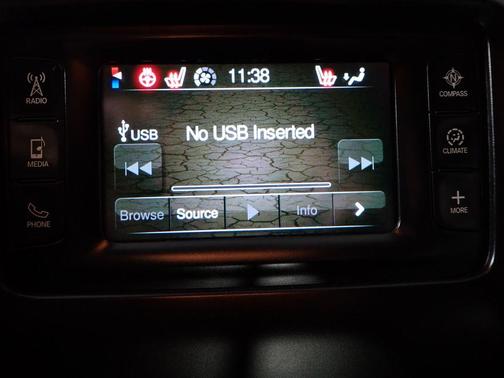 11:38
RADIO
MEDIA
PHONE
USB
No USB Inserted
Browse
Source
Info
N
COMPASS
CLIMATE
+
MORE